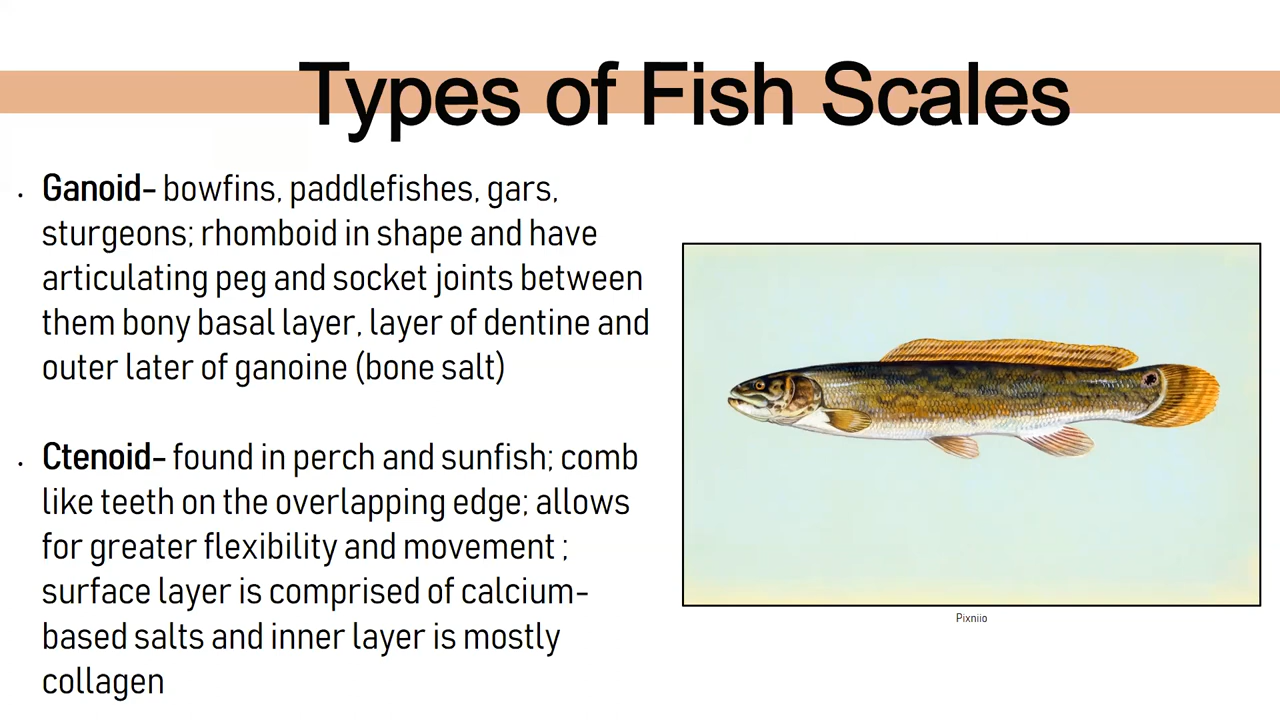 Types of Fish Scales
• Ganoid- bowfins, paddlefishes, gars,
sturgeons; rhomboid in shape and have
articulating peg and socket joints between
them bony basal layer, layer of dentine and
outer later of ganoine (bone salt)
• Ctenoid- found in perch and sunfish; comb
like teeth on the overlapping edge; allows
for greater flexibility and movement ;
surface layer is comprised of calcium-
based salts and inner layer is mostly
collagen
Pixniio